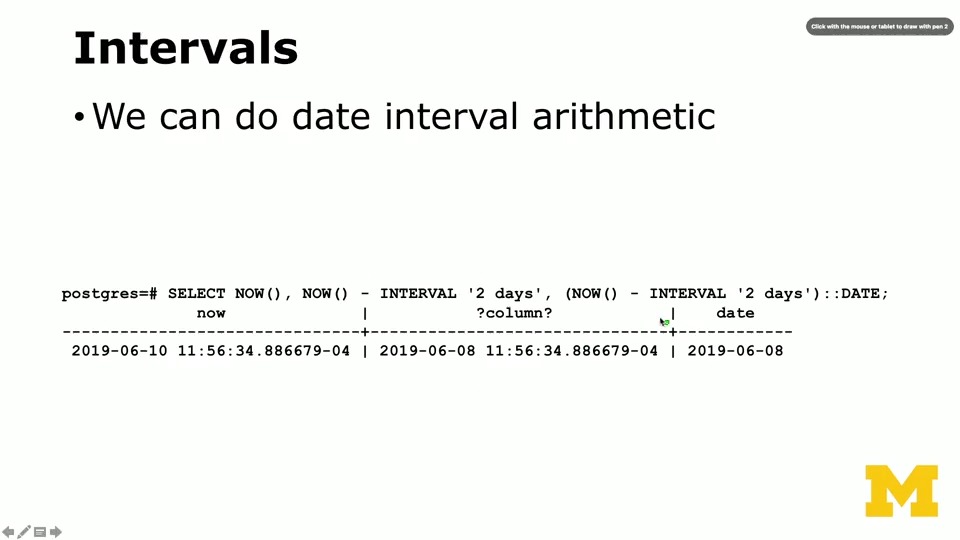 Click with the mouse or tablet to draw with pen 2
Intervals
• We can do date interval arithmetic
postgres=# SELECT NOW(), NOW() - INTERVAL '2 days', (NOW() - INTERVAL '2 days')::DATE;
              now              |           ?column?            |    date
-------------------------------+-------------------------------+------------
 2019-06-10 11:56:34.886679-04 | 2019-06-08 11:56:34.886679-04 | 2019-06-08
M